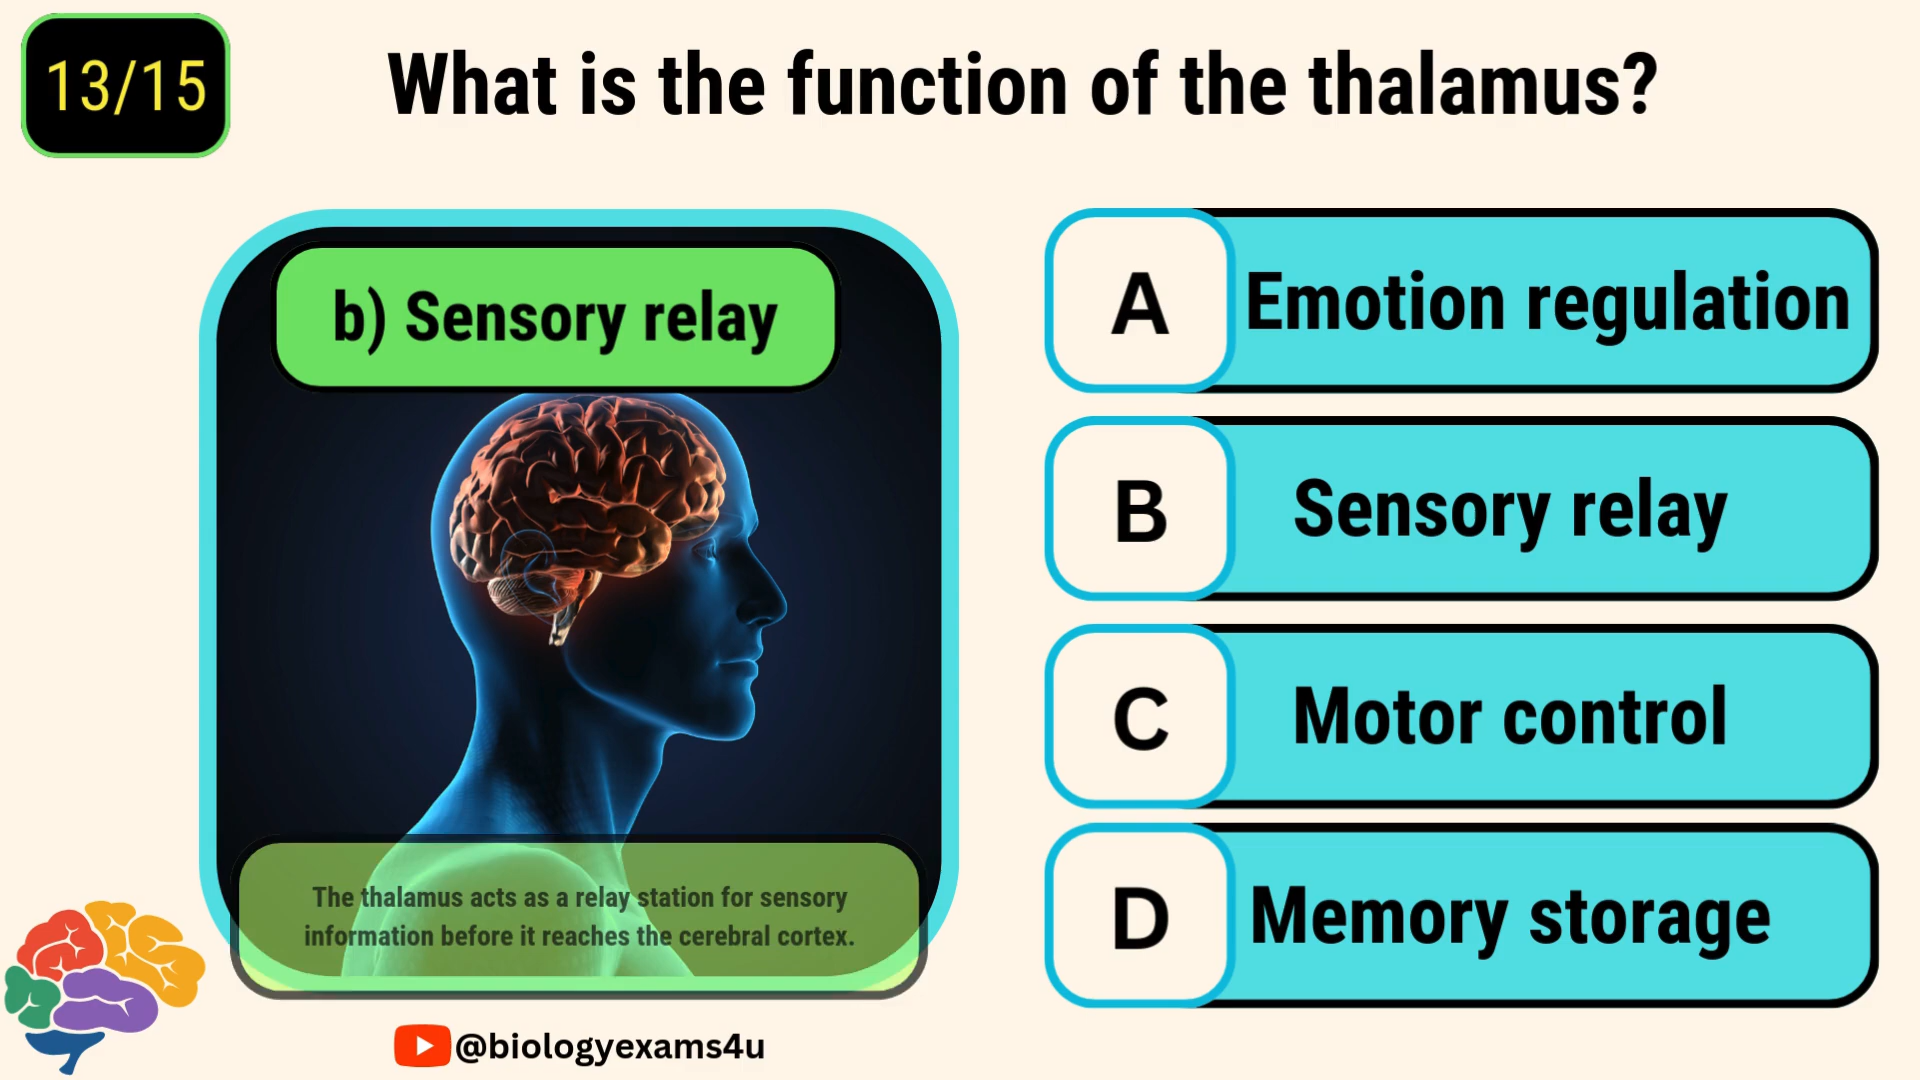 13/15
What is the function of the thalamus?
b) Sensory relay
The thalamus acts as a relay station for sensory
information before it reaches the cerebral cortex.
A Emotion regulation
B Sensory relay
C Motor control
D Memory storage
@biologyexams4u